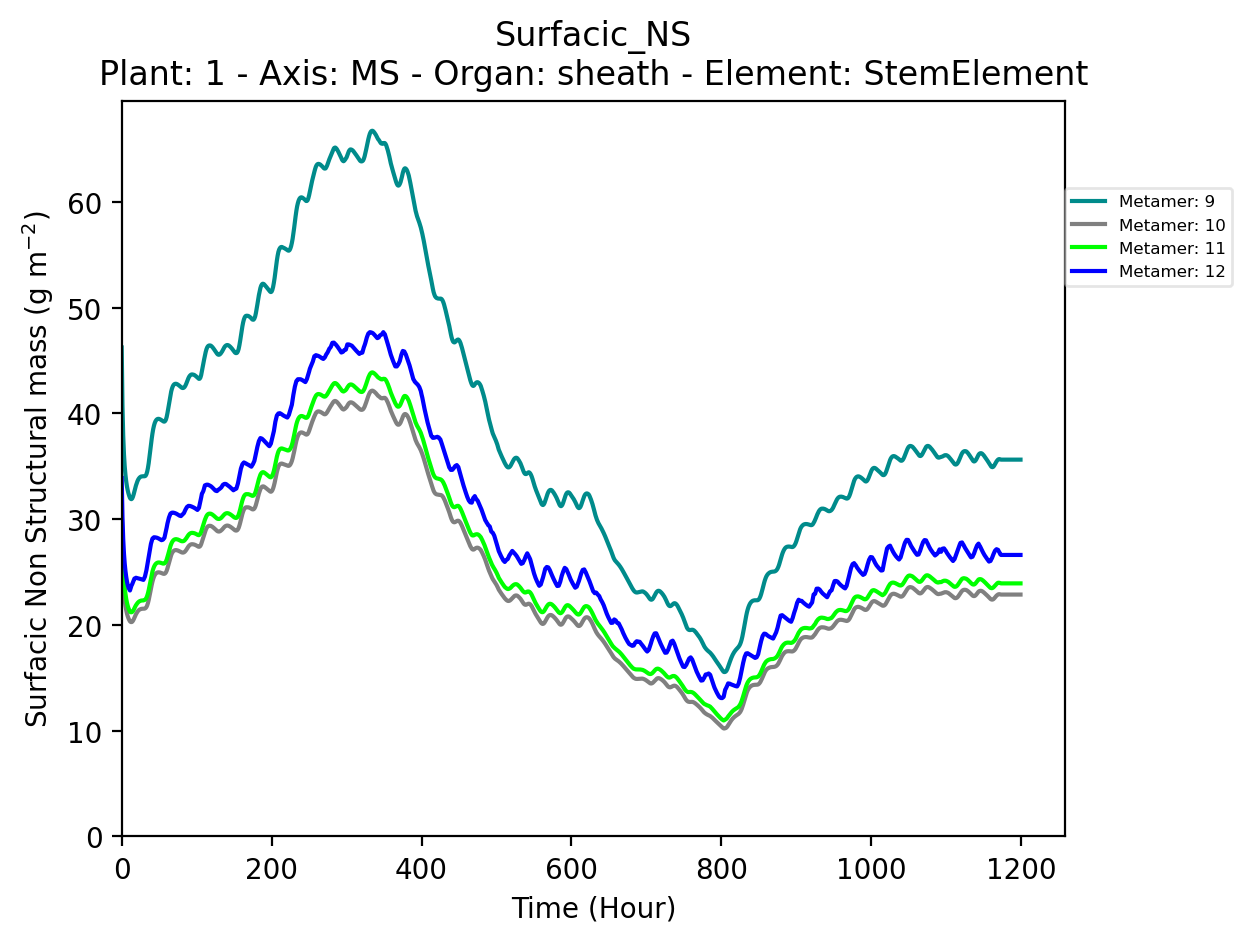 Surfacic_NS
Plant: 1 - Axis: MS - Organ: sheath - Element: StemElement
Surfacic Non Structural mass (g m⁻²)
60
50
40
30
20
10
0
0 200 400 600 800 1000 1200
Time (Hour)
Metamer: 9
Metamer: 10
Metamer: 11
Metamer: 12